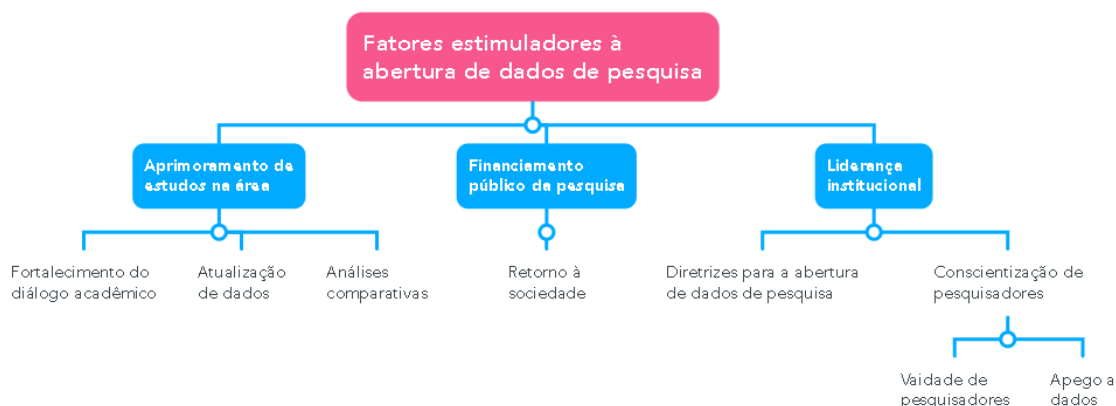 Fatores estimuladores à
abertura de dados de pesquisa
Aprimoramento de
estudos na área
Financiamento
público da pesquisa
Liderança
institucional
Fortalecimento do
diálogo acadêmico
Atualização
de dados
Análises
comparativas
Retorno à
sociedade
Diretrizes para a abertura
de dados de pesquisa
Conscientização de
pesquisadores
Vaidade de
pesquisadores
Apego a
dados